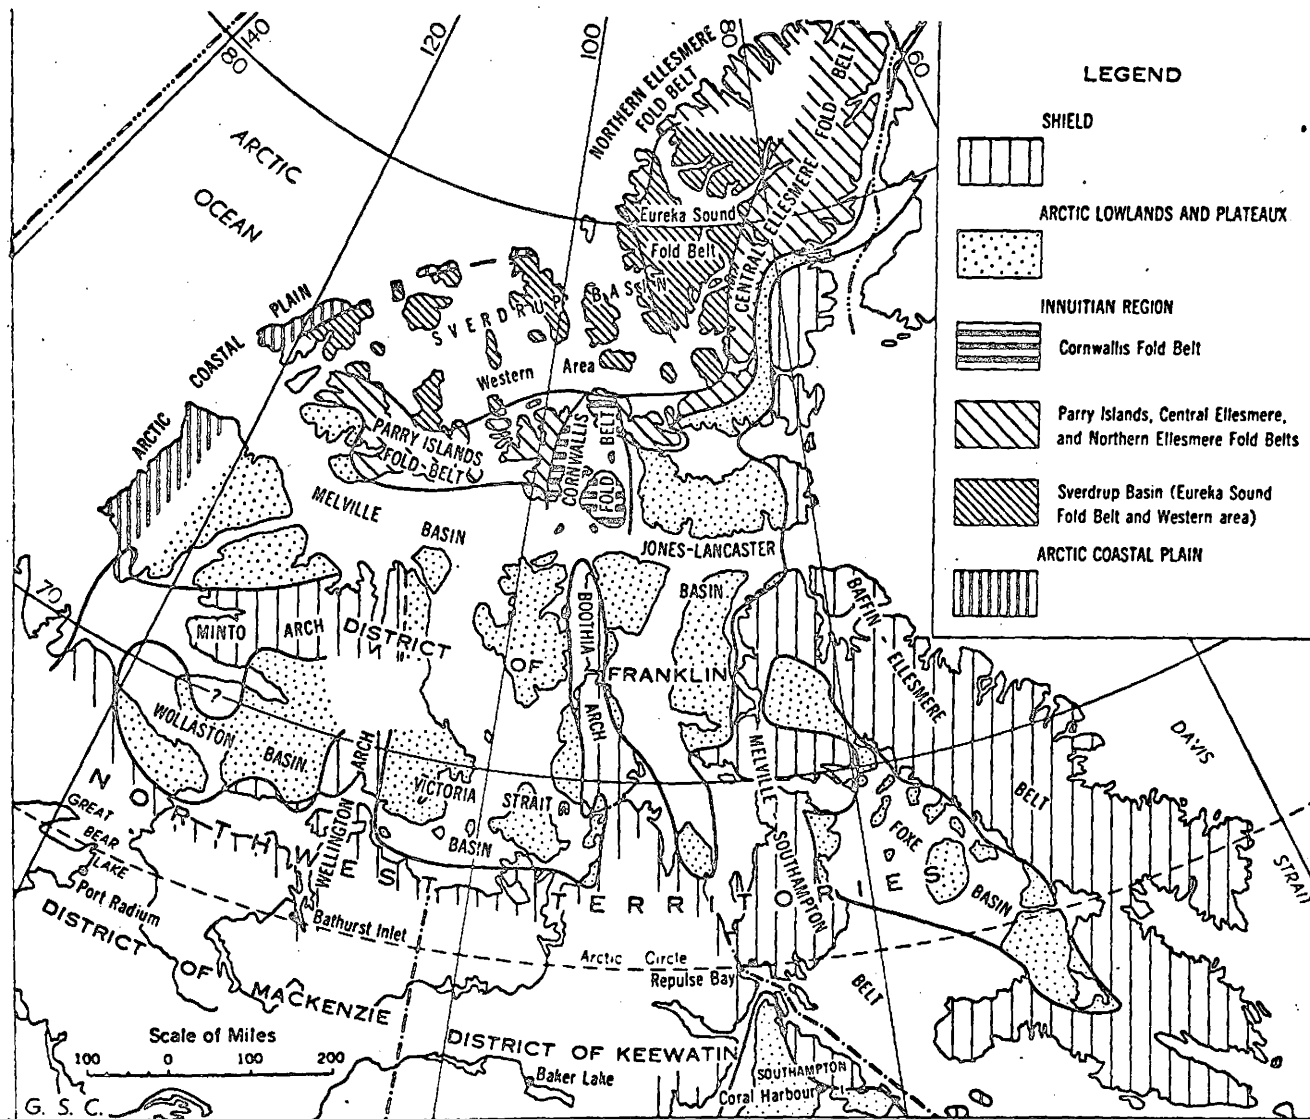 140
80
120
100
80
60
NORTHERN ELLESMERE
FOLD BELT
CENTRAL ELLESMERE FOLD BELT
ARCTIC
OCEAN
Eureka Sound
Fold Belt
SVERDRUP BASIN
Western Area
ARCTIC COASTAL PLAIN
PARRY ISLANDS
FOLD BELT
CORNWALLIS
FOLD BELT
MELVILLE
BASIN
JONES-LANCASTER
BASIN
70
MINTO ARCH
DISTRICT OF FRANKLIN
BOOTHIA
ARCH
BAFFIN - ELLESMERE
BELT
?
WOLLASTON
BASIN
WELLINGTON
ARCH
VICTORIA
STRAIT
BASIN
MELVILLE
SOUTHAMPTON
BELT
FOXE
BASIN
DAVIS
STRAIT
NORTHWEST TERRITORIES
GREAT
BEAR
LAKE
Port Radium
Bathurst Inlet
Arctic Circle
Repulse Bay
DISTRICT
OF
MACKENZIE
DISTRICT OF KEEWATIN
Baker Lake
SOUTHAMPTON
I.
Coral Harbour
Scale of Miles
100 0 100 200
G. S. C.
LEGEND
SHIELD
ARCTIC LOWLANDS AND PLATEAUX
INNUITIAN REGION
Cornwallis Fold Belt
Parry Islands, Central Ellesmere,
and Northern Ellesmere Fold Belts
Sverdrup Basin (Eureka Sound
Fold Belt and Western area)
ARCTIC COASTAL PLAIN